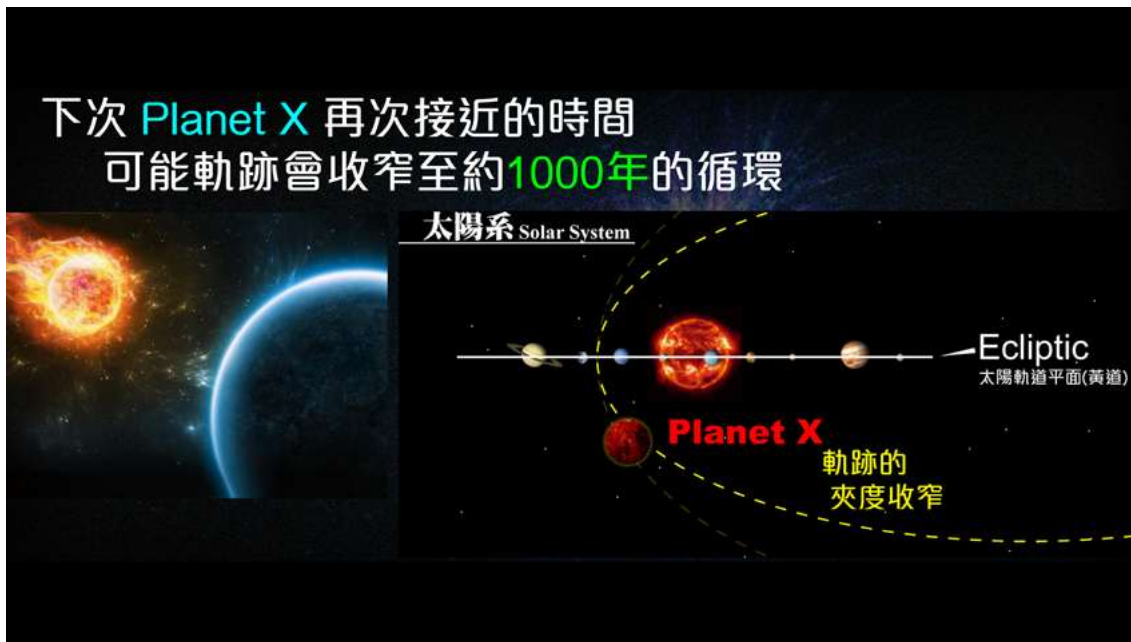 下次 Planet X 再次接近的時間
可能軌跡會收窄至約1000年的循環
太陽系 Solar System
Ecliptic
太陽軌道平面(黃道)
Planet X
軌跡的
夾度收窄